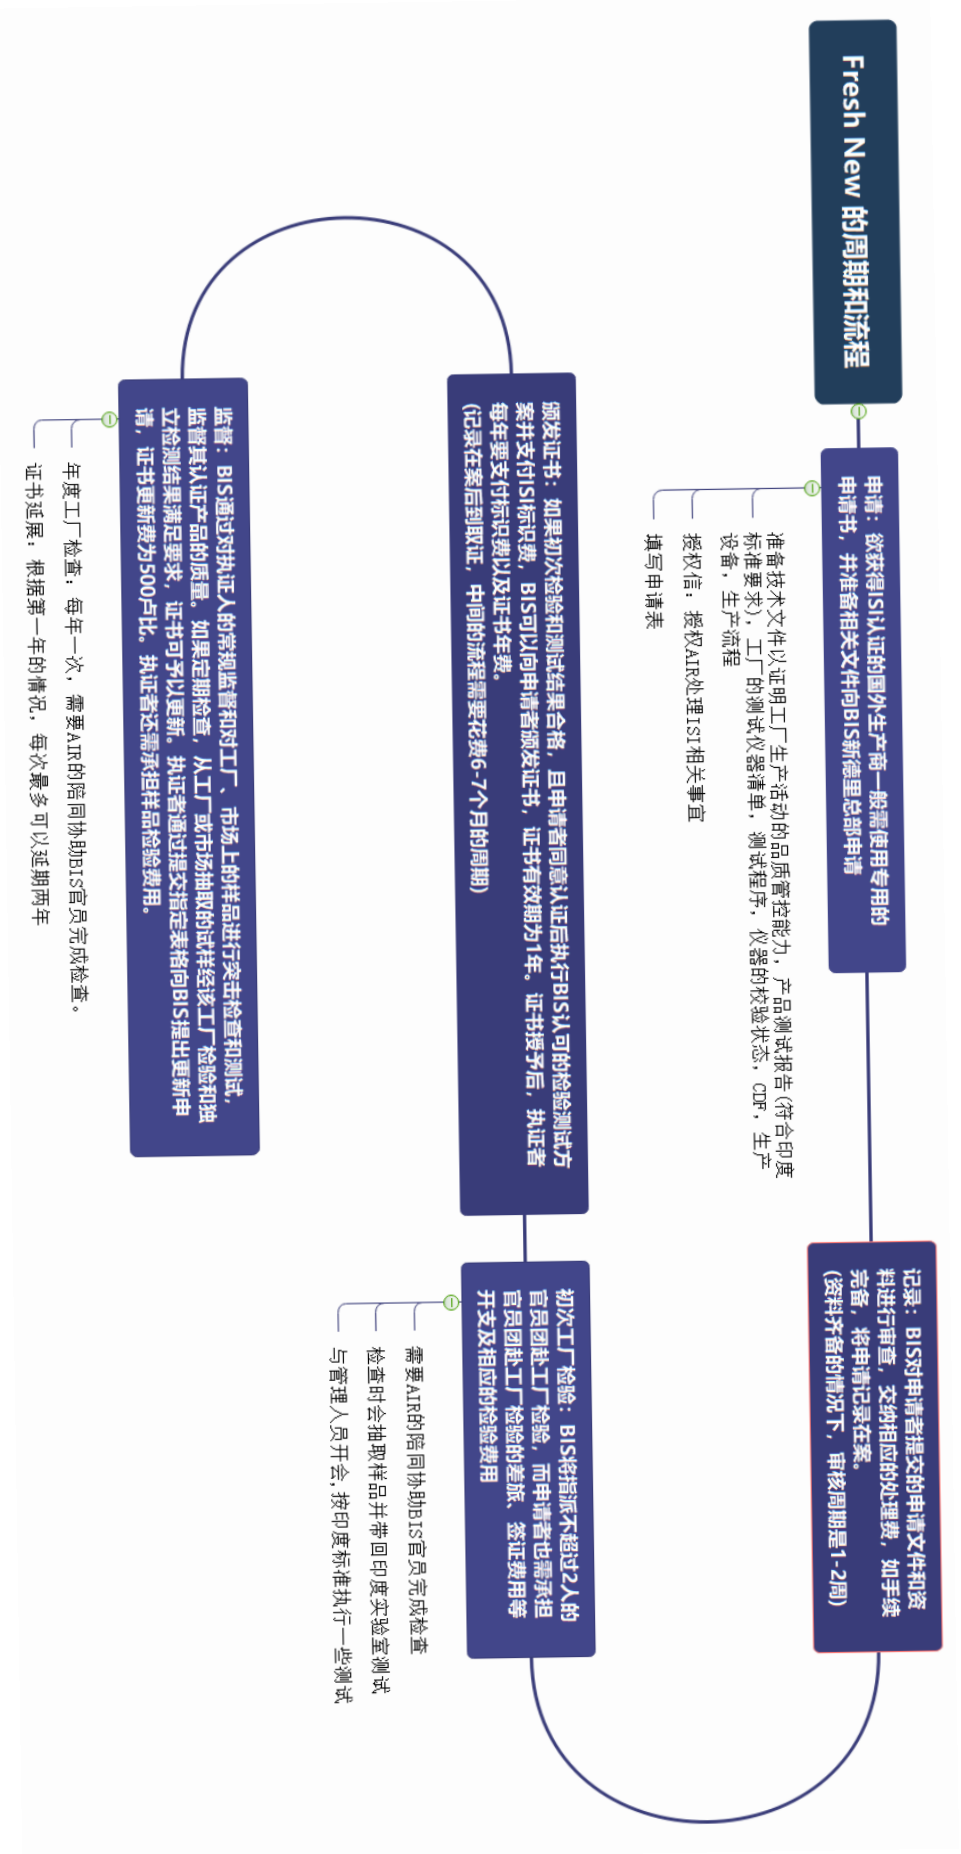 Fresh New 的周期和流程
申请：欲获得ISI认证的国外生产商一般需使用专用的
申请书，并准备相关文件向BIS新德里总部申请
准备技术文件以证明工厂生产活动的品质管控能力，产品测试报告(符合印度
标准要求)，工厂的测试仪器清单，测试程序，仪器的校验状态，CDF，生产
设备，生产流程
授权信：授权AIR处理ISI相关事宜
填写申请表
记录：BIS对申请者提交的申请文件和资
料进行审查，交纳相应的处理费，如手续
完备，将申请记录在案。
(资料齐备的情况下，审核周期是1-2周)
初次工厂检验：BIS将指派不超过2人的
官员团赴工厂检验，而申请者也需承担
官员团赴工厂检验的差旅、签证费用等
开支及相应的检验费用
需要AIR的陪同协助BIS官员完成检查
检查时会抽取样品并带回印度实验室测试
与管理人员开会,按印度标准执行一些测试
颁发证书：如果初次检验和测试结果合格，且申请者同意认证后执行BIS认可的检验测试方
案并支付ISI标识费，BIS可以向申请者颁发证书，证书有效期为1年。证书授予后，执证者
每年要支付标识费以及证书年费。
(记录在案后到取证，中间的流程需要花费6-7个月的周期)
监督：BIS通过对执证人的常规监督和对工厂、市场上的样品进行突击检查和测试，
监督其认证产品的质量。如果定期检查，从工厂或市场抽取的试样经该工厂检验和独
立检测结果满足要求，证书可予以更新。执证者通过提交指定表格向BIS提出更新申
请，证书更新费为500卢比。执证者还需承担样品检验费用。
年度工厂检查：每年一次，需要AIR的陪同协助BIS官员完成检查。
证书延展：根据第一年的情况，每次最多可以延期两年